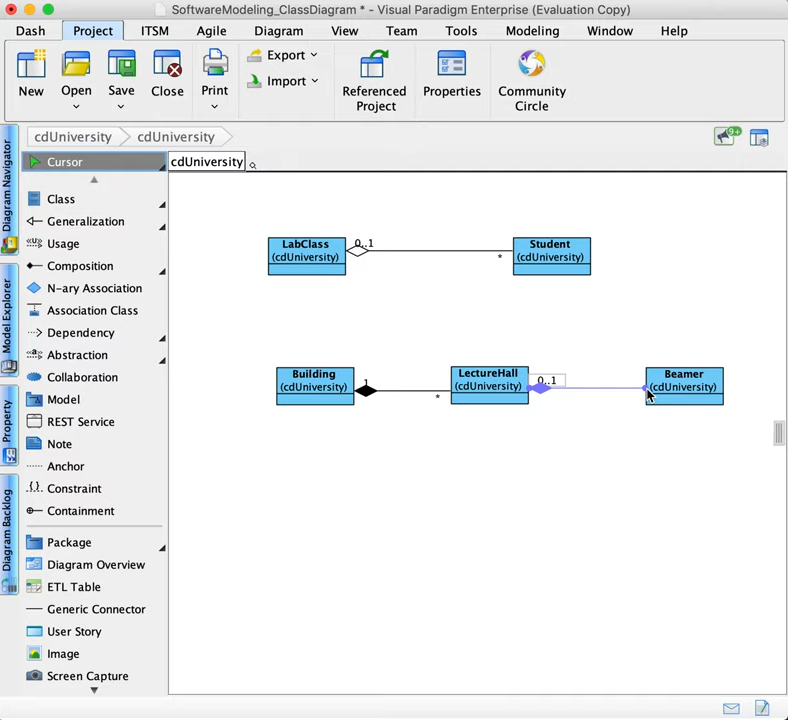 SoftwareModeling_ClassDiagram * - Visual Paradigm Enterprise (Evaluation Copy)
Dash Project ITSM Agile Diagram View Team Tools Modeling Window Help
New Open Save Close Print Export Import Referenced Project Properties Community Circle
9+
cdUniversity cdUniversity
Diagram Navigator
Model Explorer
Property
Diagram Backlog
Cursor
cdUniversity
Class
Generalization
Usage
Composition
N-ary Association
Association Class
Dependency
Abstraction
Collaboration
Model
REST Service
Note
Anchor
Constraint
Containment
Package
Diagram Overview
ETL Table
Generic Connector
User Story
Image
Screen Capture
LabClass
(cdUniversity)
0..1
*
Student
(cdUniversity)
Building
(cdUniversity)
1
*
LectureHall
(cdUniversity)
0..1
Beamer
(cdUniversity)